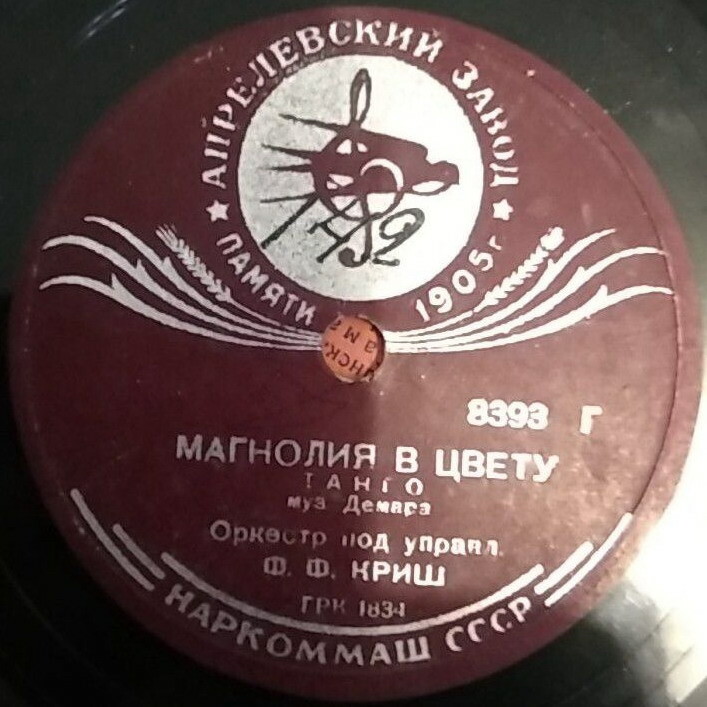 АПРЕЛЕВСКИЙ ЗАВОД
ПАМЯТИ 1905 г.
8393 Г
МАГНОЛИЯ В ЦВЕТУ
ТАНГО
муз Демара
Оркестр под управл.
Ф. Ф. КРИШ
ГРК 1834
НАРКОММАШ СССР